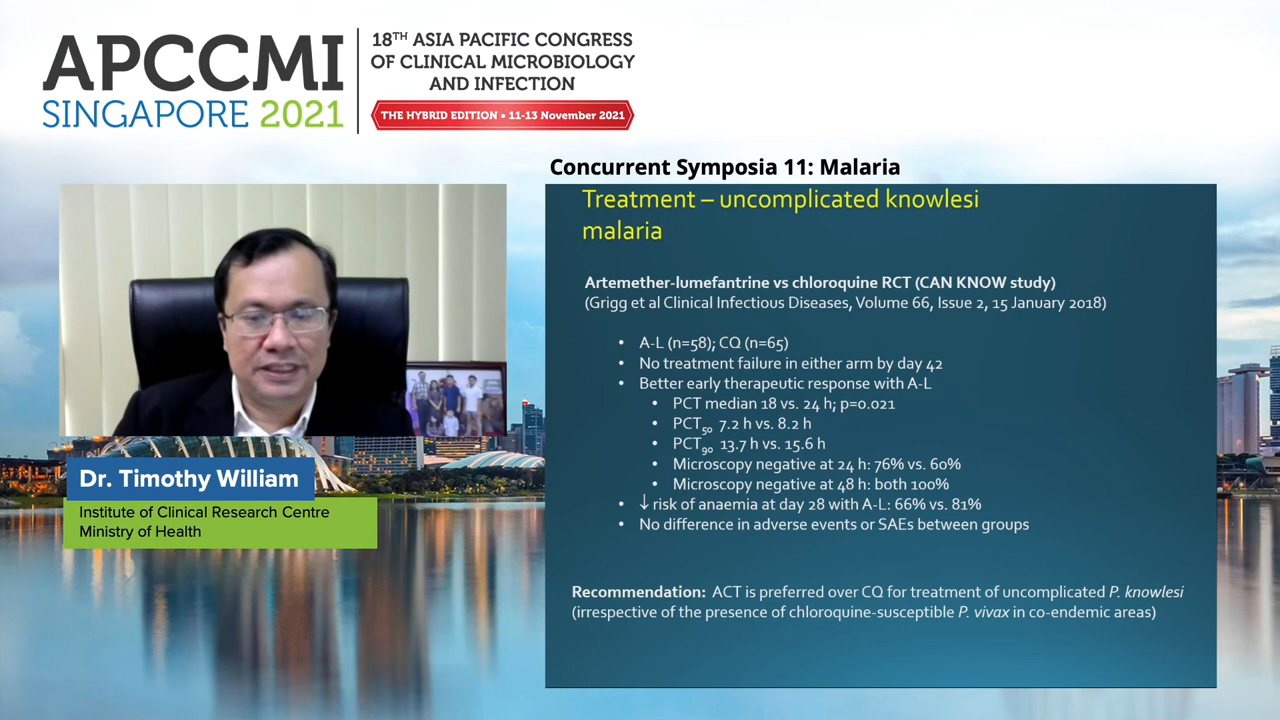 APCCMI
SINGAPORE 2021
18TH ASIA PACIFIC CONGRESS
OF CLINICAL MICROBIOLOGY
AND INFECTION
THE HYBRID EDITION • 11-13 November 2021
Concurrent Symposia 11: Malaria
Treatment – uncomplicated knowlesi
malaria
Artemether-lumefantrine vs chloroquine RCT (CAN KNOW study)
(Grigg et al Clinical Infectious Diseases, Volume 66, Issue 2, 15 January 2018)
• A-L (n=58); CQ (n=65)
• No treatment failure in either arm by day 42
• Better early therapeutic response with A-L
• PCT median 18 vs. 24 h; p=0.021
• PCT50 7.2 h vs. 8.2 h
• PCT90 13.7 h vs. 15.6 h
• Microscopy negative at 24 h: 76% vs. 60%
• Microscopy negative at 48 h: both 100%
• ↓ risk of anaemia at day 28 with A-L: 66% vs. 81%
• No difference in adverse events or SAEs between groups
Recommendation: ACT is preferred over CQ for treatment of uncomplicated P. knowlesi
(irrespective of the presence of chloroquine-susceptible P. vivax in co-endemic areas)
Dr. Timothy William
Institute of Clinical Research Centre
Ministry of Health